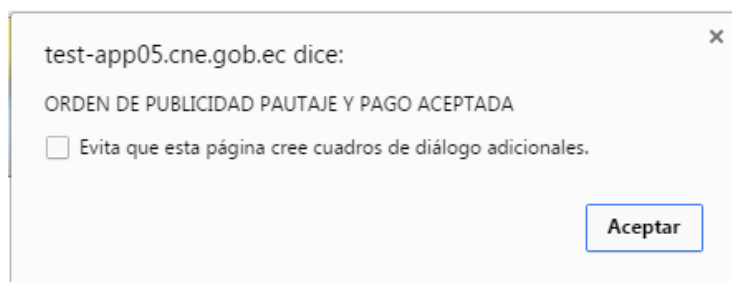 test-app05.cne.gob.ec dice:
ORDEN DE PUBLICIDAD PAUTAJE Y PAGO ACEPTADA
Evita que esta página cree cuadros de diálogo adicionales.
Aceptar